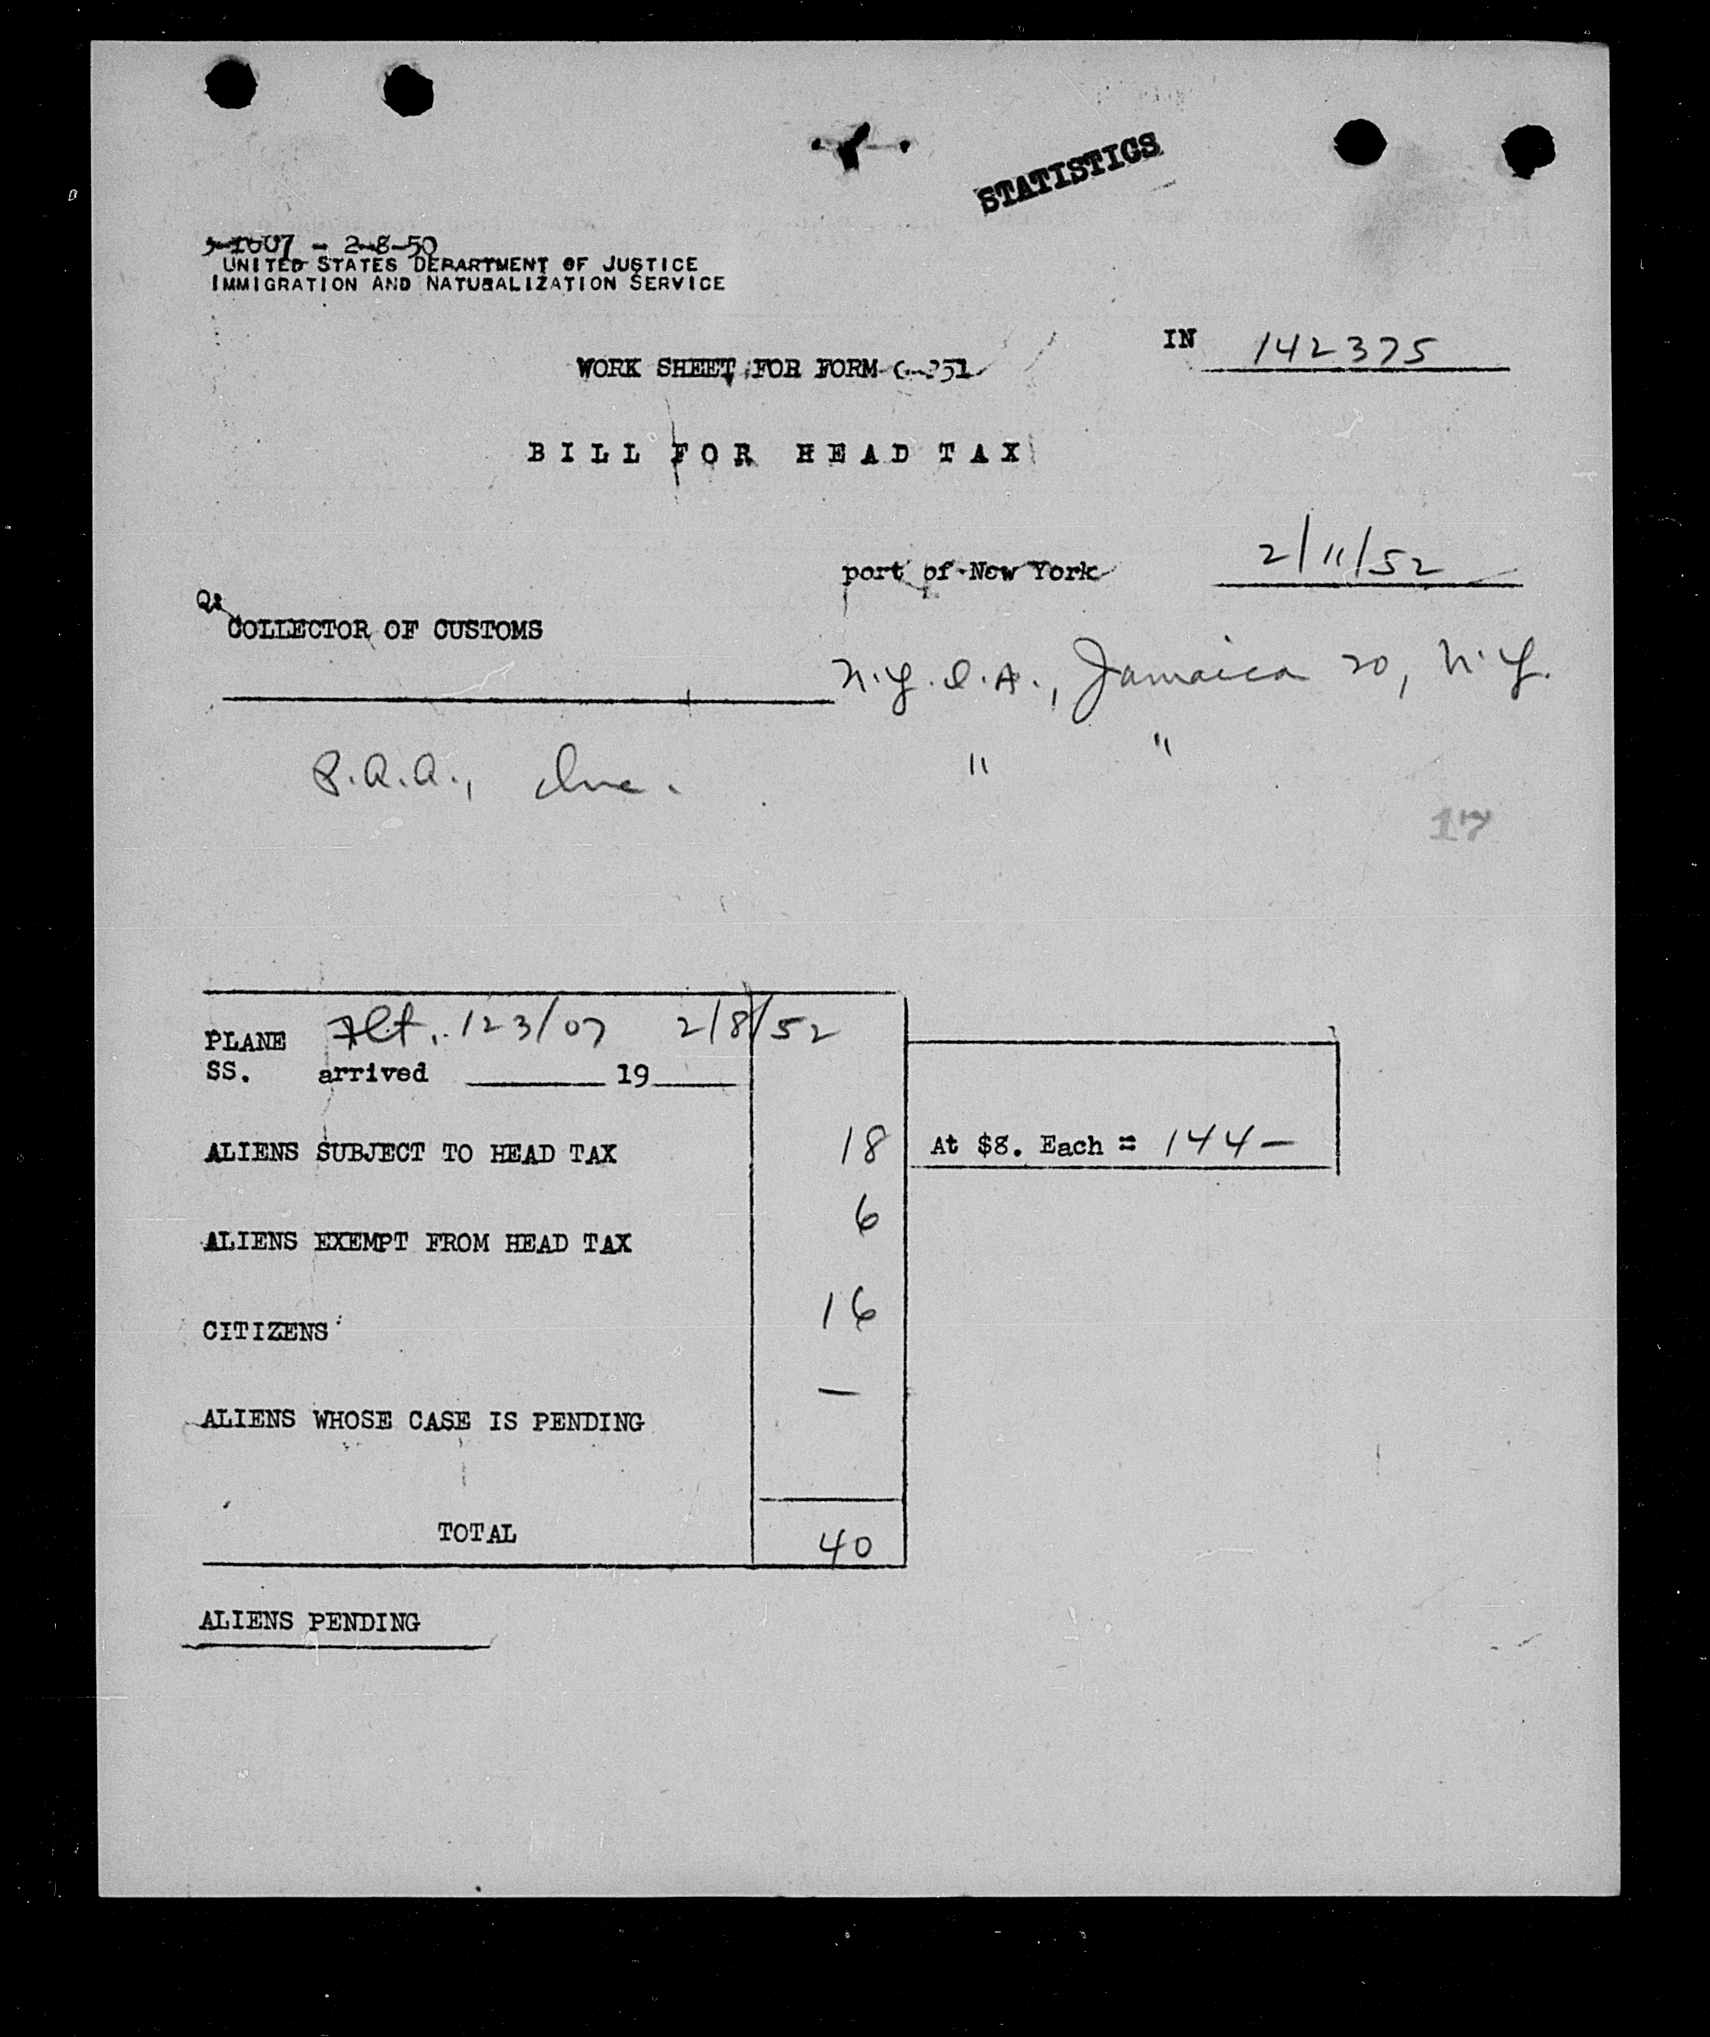 STATISTICS
-1607 - 2-8-50
UNITED STATES DEPARTMENT OF JUSTICE
IMMIGRATION AND NATURALIZATION SERVICE
IN 142375
WORK SHEET FOR FORM
BILL FOR HEAD TAX
port of New York 2/11/52
COLLECTOR OF CUSTOMS
N.Y.I.A., Jamaica 20, N.Y.
P.A.A., Inc. " "
17
PLANE Flt. 123/07 2/8/52
SS. arrived 19
ALIENS SUBJECT TO HEAD TAX 18 At $8. Each = 144-
ALIENS EXEMPT FROM HEAD TAX 6
CITIZENS 16
ALIENS WHOSE CASE IS PENDING —
TOTAL 40
ALIENS PENDING